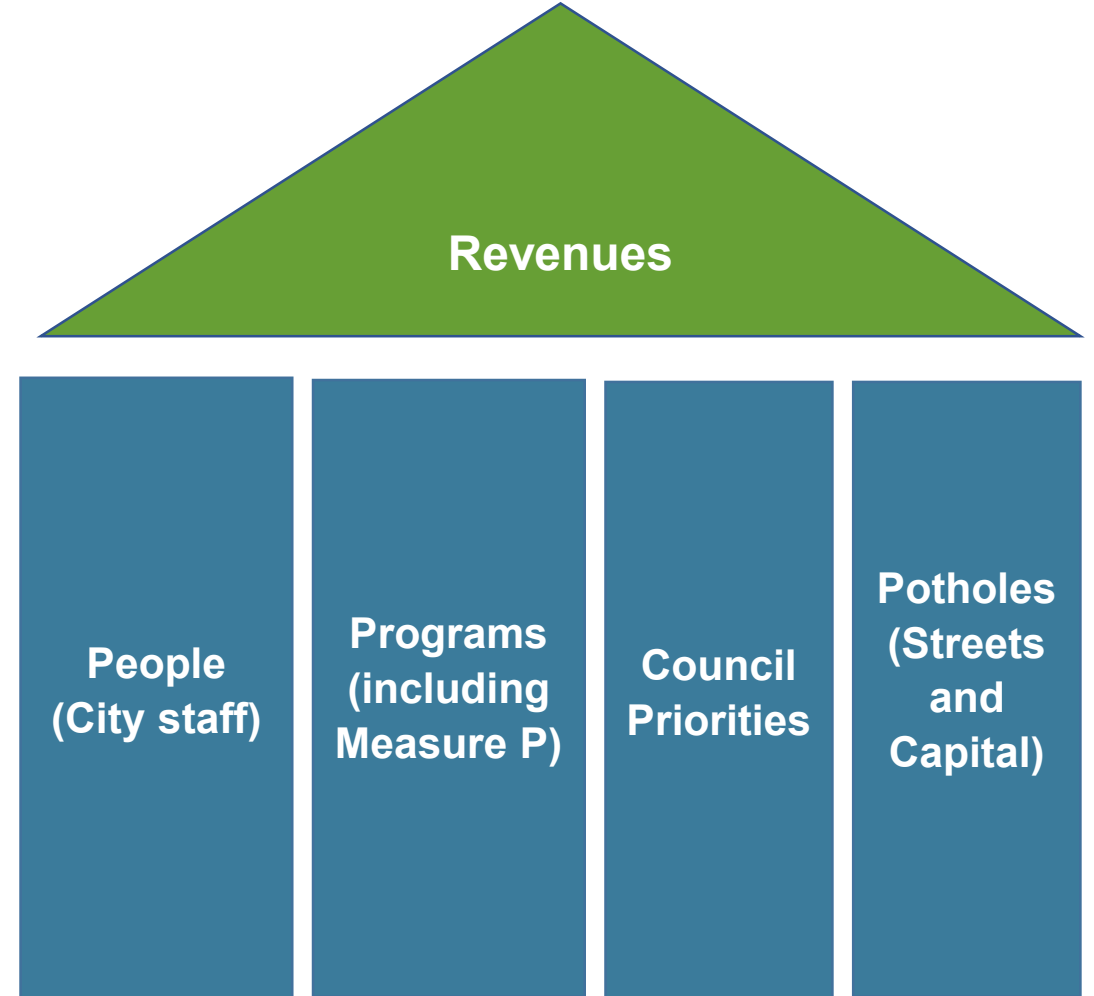 Revenues
People
(City staff)
Programs
(including
Measure P)
Council
Priorities
Potholes
(Streets
and
Capital)